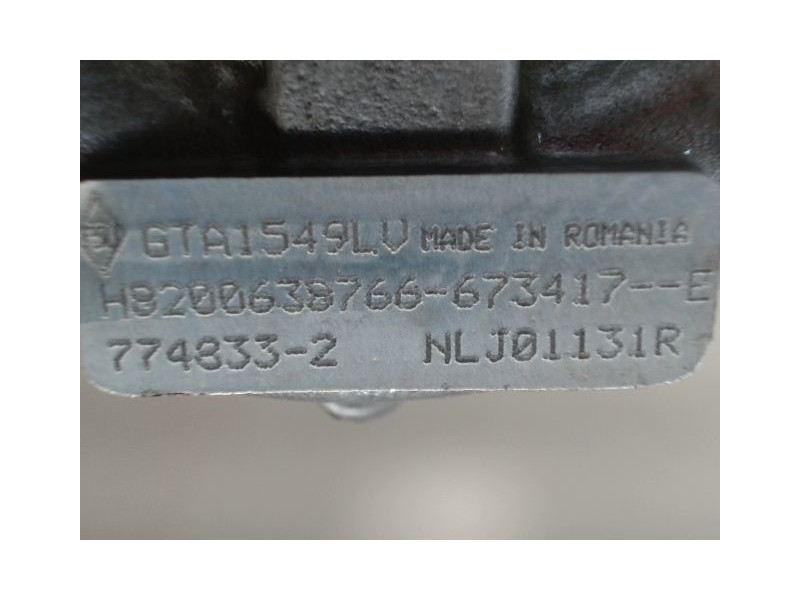 GTA1549LV MADE IN ROMANIA
H8200638766-673417--E
774833-2 NLJ01131R